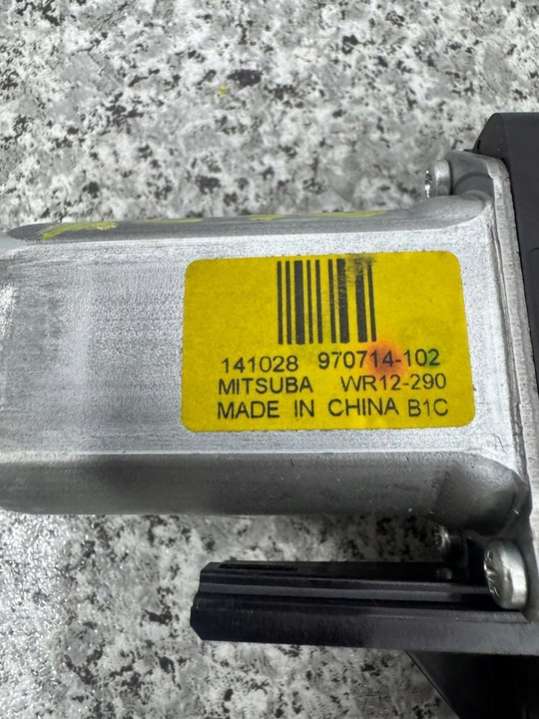 141028 970714-102
MITSUBA WR12-290
MADE IN CHINA B1C